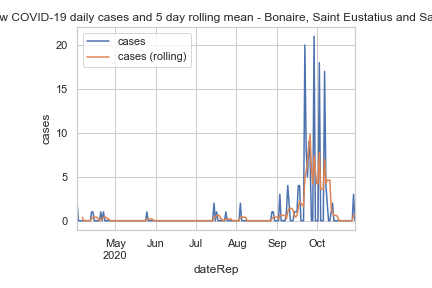 w COVID-19 daily cases and 5 day rolling mean - Bonaire, Saint Eustatius and Sa
cases
cases (rolling)
20
15
10
5
0
cases
May Jun Jul Aug Sep Oct
2020
dateRep